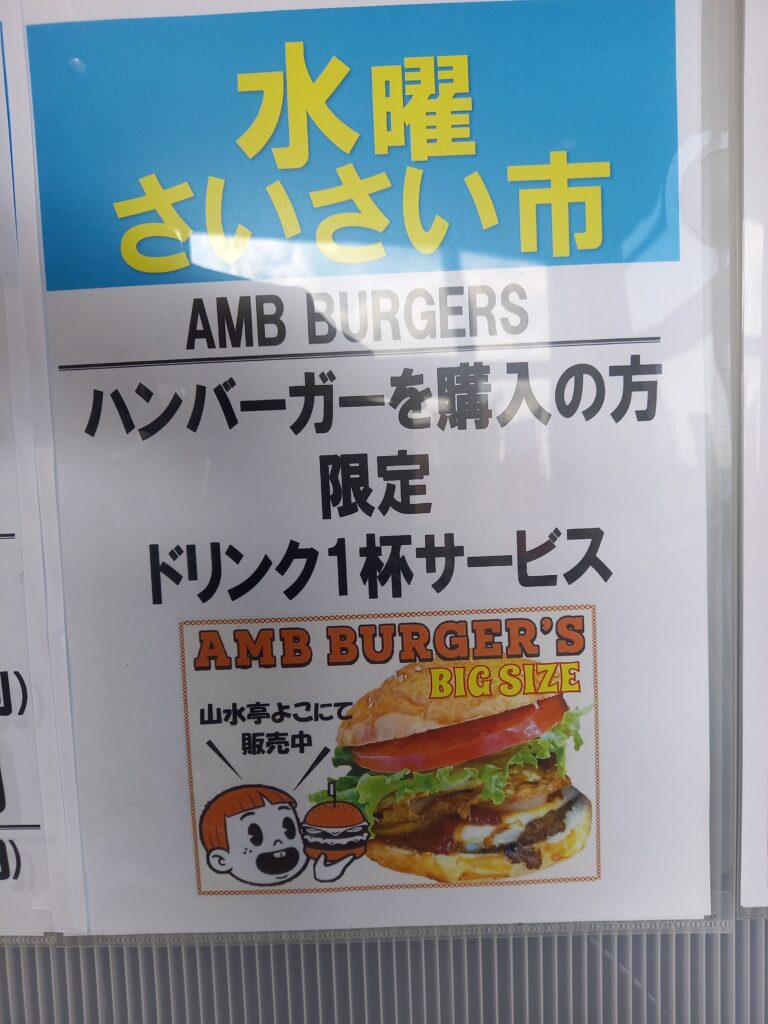 水曜
さいさい市
AMB BURGERS
ハンバーガーを購入の方
限定
ドリンク1杯サービス
AMB BURGER'S
BIG SIZE
山水亭よこにて
販売中